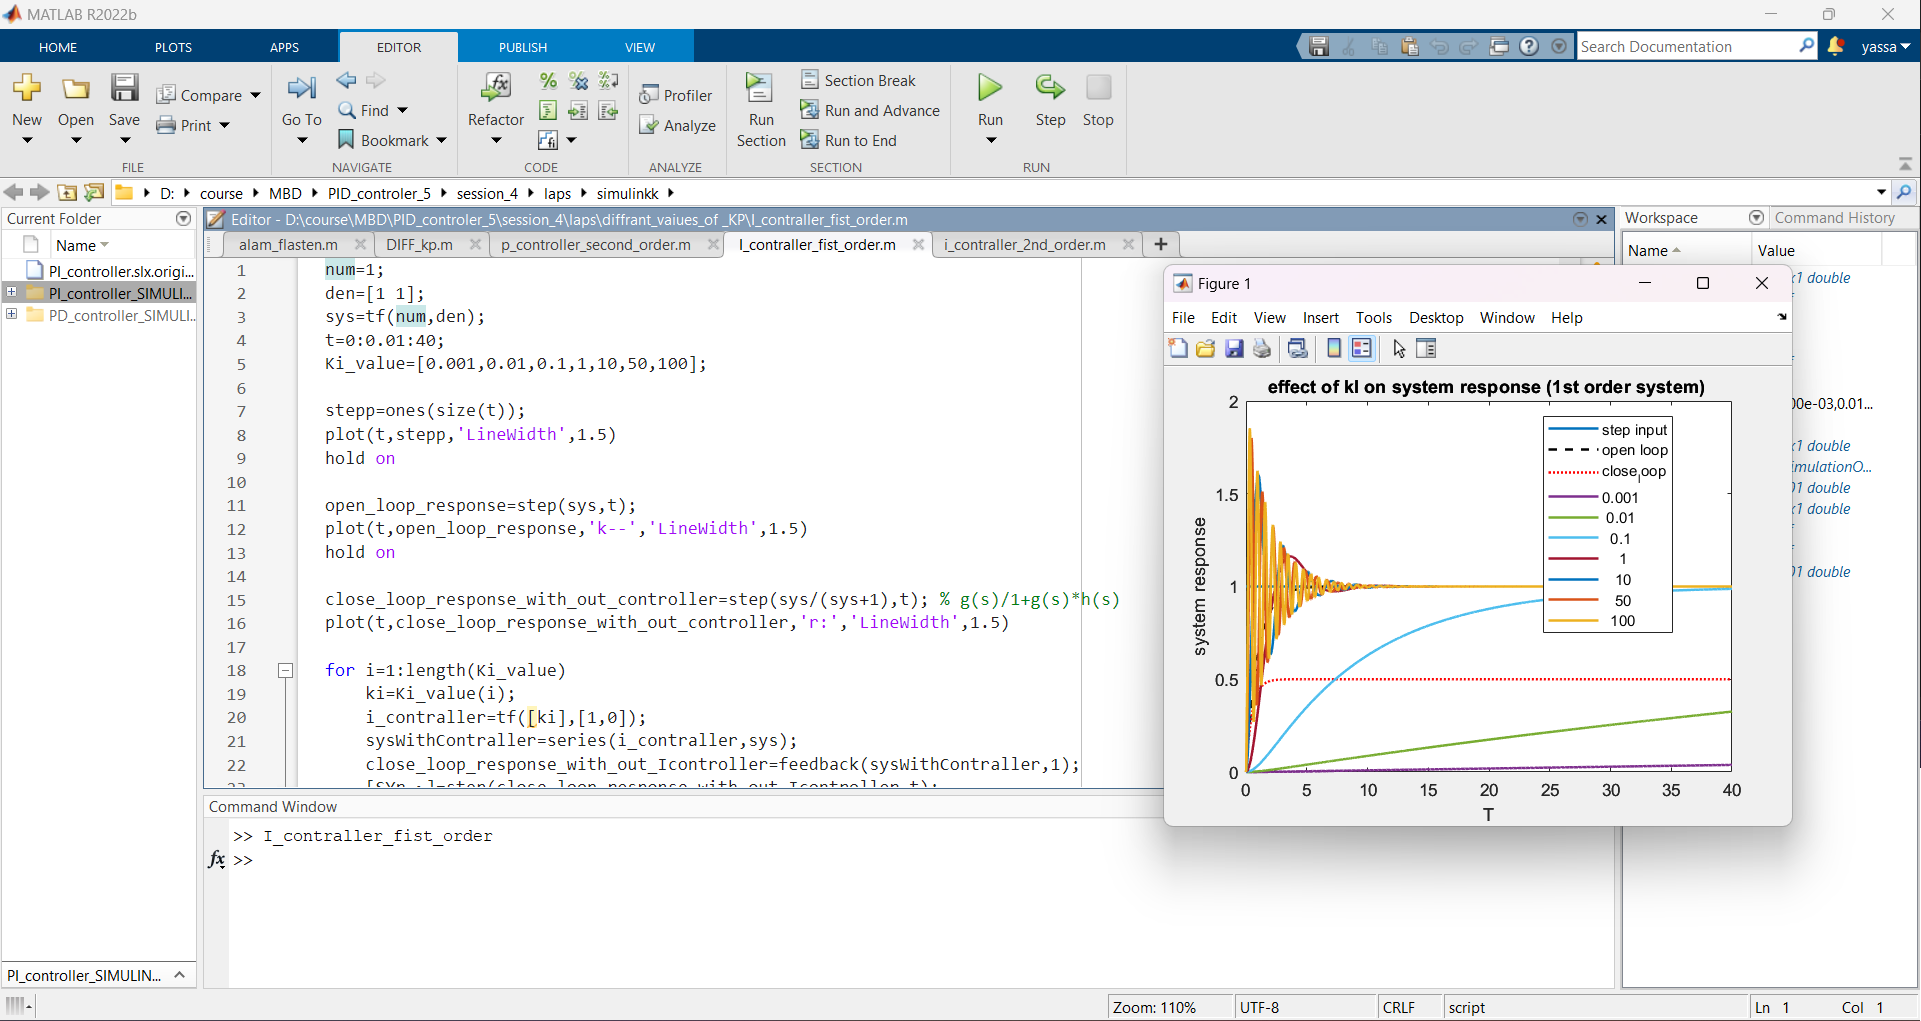 MATLAB R2022b
HOME PLOTS APPS EDITOR PUBLISH VIEW
Search Documentation
yassa
New
Open
Save
Compare
Print
FILE
Go To
Find
Bookmark
NAVIGATE
Refactor
CODE
Profiler
Analyze
ANALYZE
Run
Section
Section Break
Run and Advance
Run to End
SECTION
Run
Step
Stop
RUN
D: course MBD PID_controler_5 session_4 laps simulinkk
Current Folder
Name
PI_controller.slx.origi...
PI_controller_SIMULI...
PD_controller_SIMULI...
PI_controller_SIMULIN...
Editor - D:\course\MBD\PID_controler_5\session_4\laps\diffrant_vaiues_of _KP\I_contraller_fist_order.m
alam_flasten.m DIFF_kp.m p_controller_second_order.m I_contraller_fist_order.m i_contraller_2nd_order.m
1 num=1;
2 den=[1 1];
3 sys=tf(num,den);
4 t=0:0.01:40;
5 Ki_value=[0.001,0.01,0.1,1,10,50,100];
6
7 stepp=ones(size(t));
8 plot(t,stepp,'LineWidth',1.5)
9 hold on
10
11 open_loop_response=step(sys,t);
12 plot(t,open_loop_response,'k--','LineWidth',1.5)
13 hold on
14
15 close_loop_response_with_out_controller=step(sys/(sys+1),t); % g(s)/1+g(s)*h(s)
16 plot(t,close_loop_response_with_out_controller,'r:','LineWidth',1.5)
17
18 for i=1:length(Ki_value)
19 ki=Ki_value(i);
20 i_contraller=tf([ki],[1,0]);
21 sysWithContraller=series(i_contraller,sys);
22 close_loop_response_with_out_Icontroller=feedback(sysWithContraller,1);
Command Window
>> I_contraller_fist_order
fx >>
Workspace
Command History
Name Value
x1 double
00e-03,0.01...
x1 double
imulationO...
01 double
x1 double
01 double
Figure 1
File Edit View Insert Tools Desktop Window Help
effect of kI on system response (1st order system)
system response
2
1.5
1
0.5
0
0 5 10 15 20 25 30 35 40
T
step input
open loop
close_loop
0.001
0.01
0.1
1
10
50
100
Zoom: 110% UTF-8 CRLF script Ln 1 Col 1